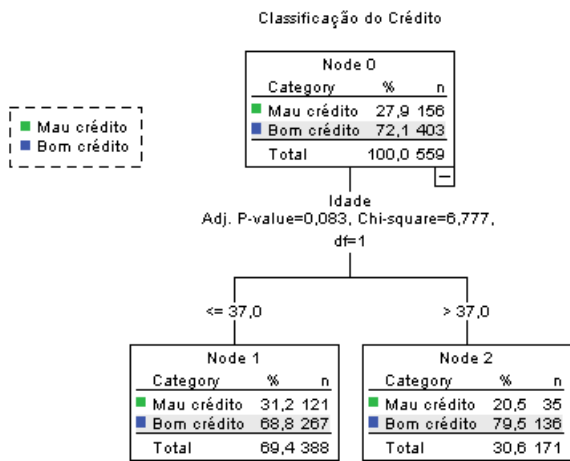 Classificação do Crédito
Node 0
Category % n
Mau crédito 27,9 156
Bom crédito 72,1 403
Total 100,0 559
Mau crédito
Bom crédito
Idade
Adj. P-value=0,083, Chi-square=6,777,
df=1
<= 37,0
> 37,0
Node 1
Category % n
Mau crédito 31,2 121
Bom crédito 68,8 267
Total 69,4 388
Node 2
Category % n
Mau crédito 20,5 35
Bom crédito 79,5 136
Total 30,6 171